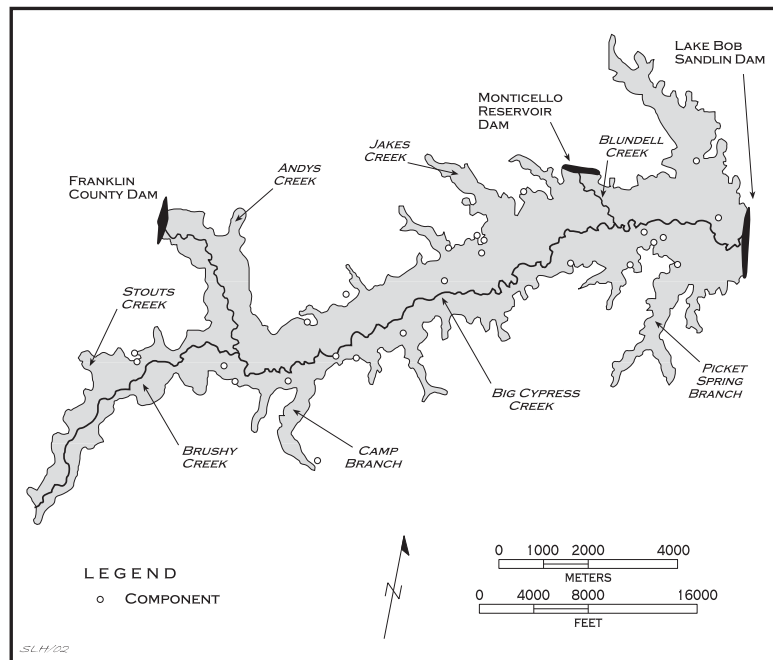 LAKE BOB
SANDLIN DAM
MONTICELLO
RESERVOIR
DAM
BLUNDELL
CREEK
JAKES
CREEK
ANDYS
CREEK
FRANKLIN
COUNTY DAM
STOUTS
CREEK
PICKET
SPRING
BRANCH
BIG CYPRESS
CREEK
BRUSHY
CREEK
CAMP
BRANCH
N
LEGEND
COMPONENT
0 1000 2000 4000
METERS
0 4000 8000 16000
FEET
SLH/02